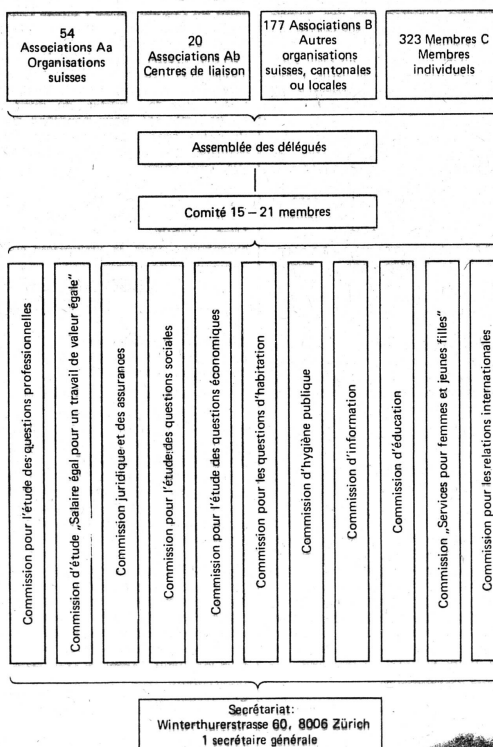 54
Associations Aa
Organisations
suisses
20
Associations Ab
Centres de liaison
177 Associations B
Autres
organisations
suisses, cantonales
ou locales
323 Membres C
Membres
individuels
Assemblée des délégués
Comité 15 – 21 membres
Commission pour l'étude des questions professionnelles
Commission d'étude „Salaire égal pour un travail de valeur égale"
Commission juridique et des assurances
Commission pour l'étude des questions sociales
Commission pour l'étude des questions économiques
Commission pour les questions d'habitation
Commission d'hygiène publique
Commission d'information
Commission d'éducation
Commission „Services pour femmes et jeunes filles"
Commission pour les relations internationales
Secrétariat:
Winterthurerstrasse 60, 8006 Zürich
1 secrétaire générale